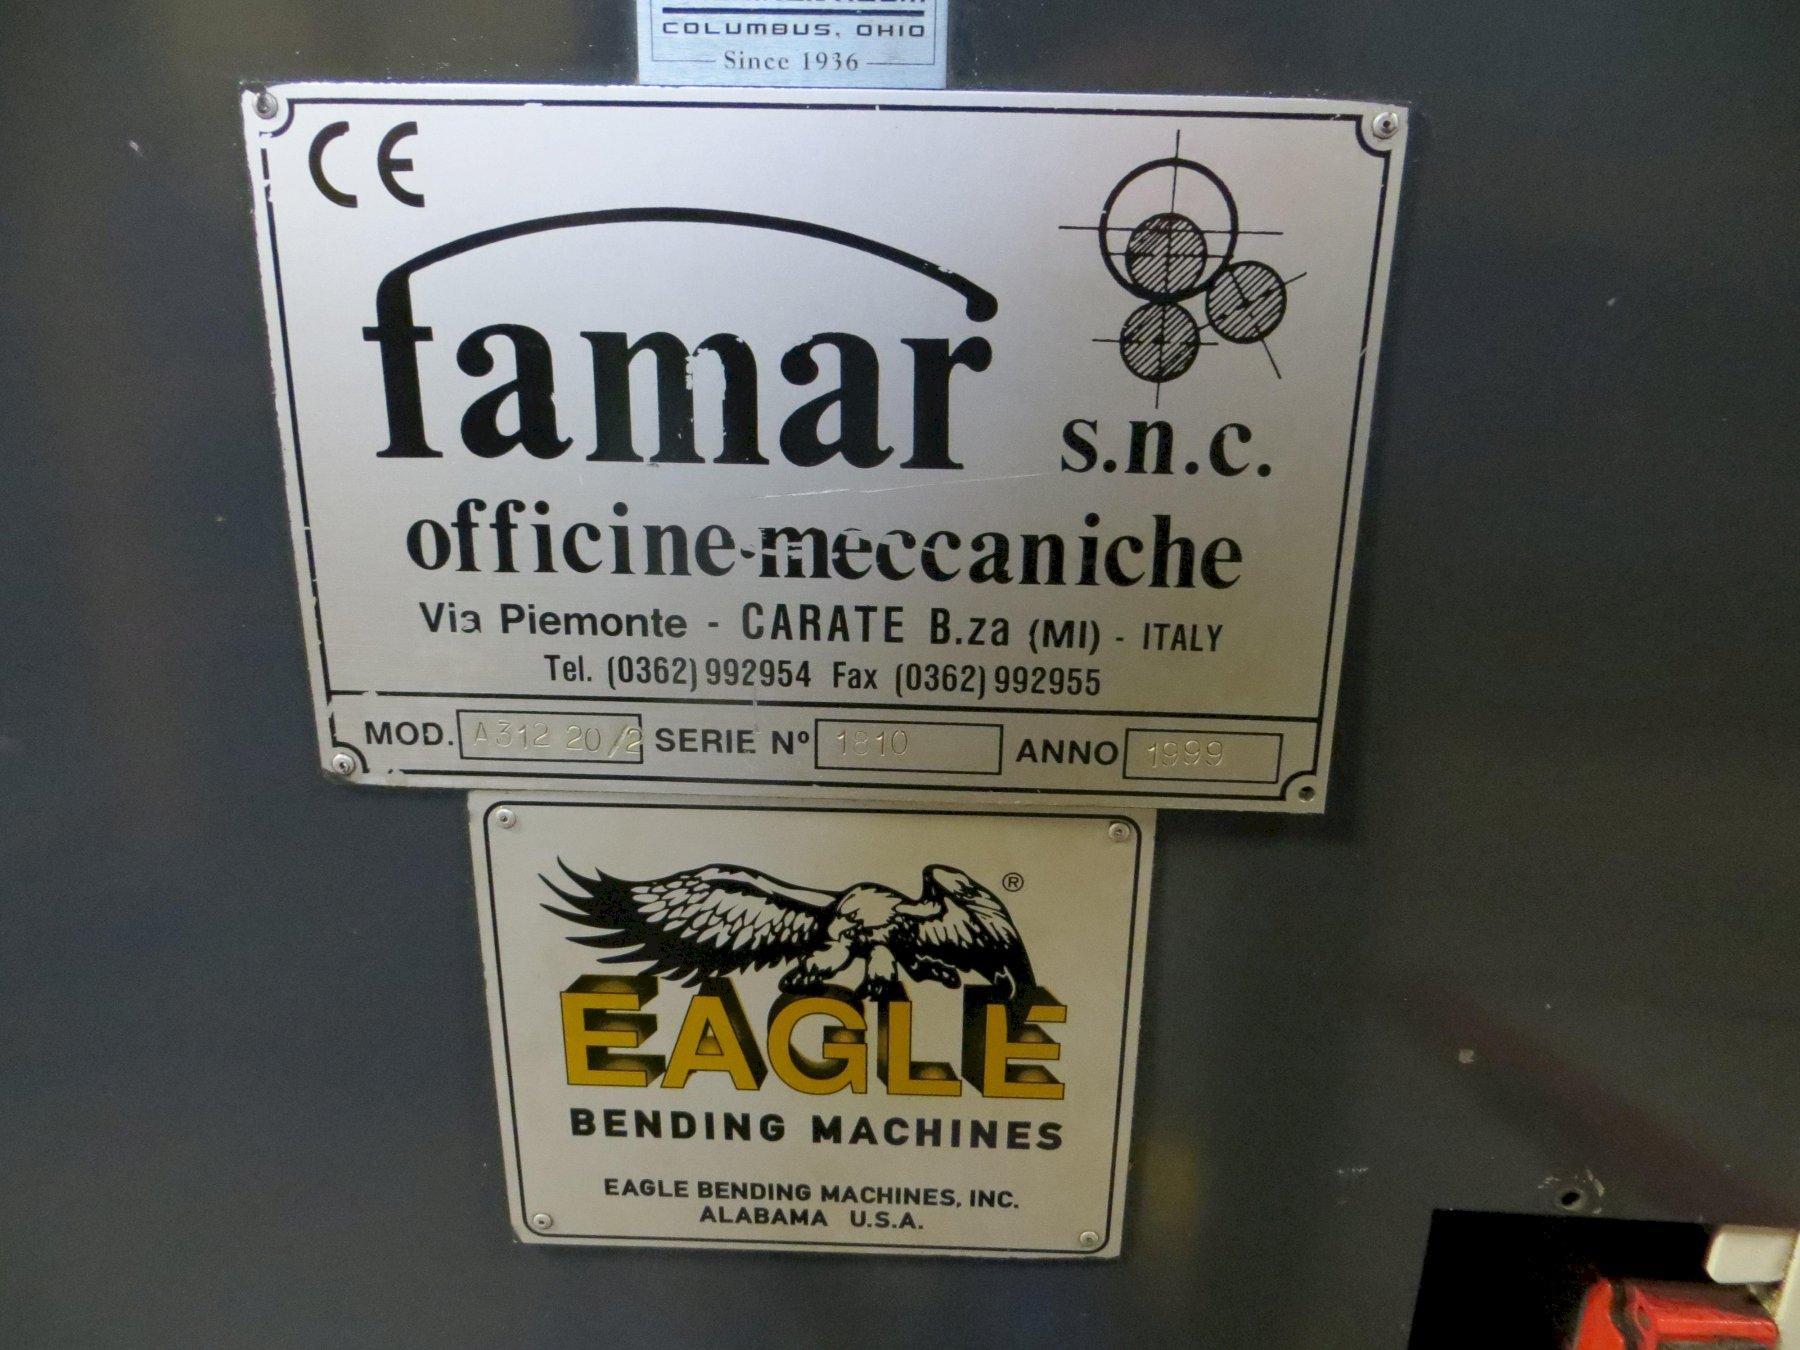 COLUMBUS, OHIO
Since 1936
CE
famar s.n.c.
officine-meccaniche
Via Piemonte - CARATE B.za (MI) - ITALY
Tel. (0362) 992954 Fax (0362) 992955
MOD. A312 20/2 SERIE Nº 1810 ANNO 1999
®
EAGLE
BENDING MACHINES
EAGLE BENDING MACHINES, INC.
ALABAMA U.S.A.